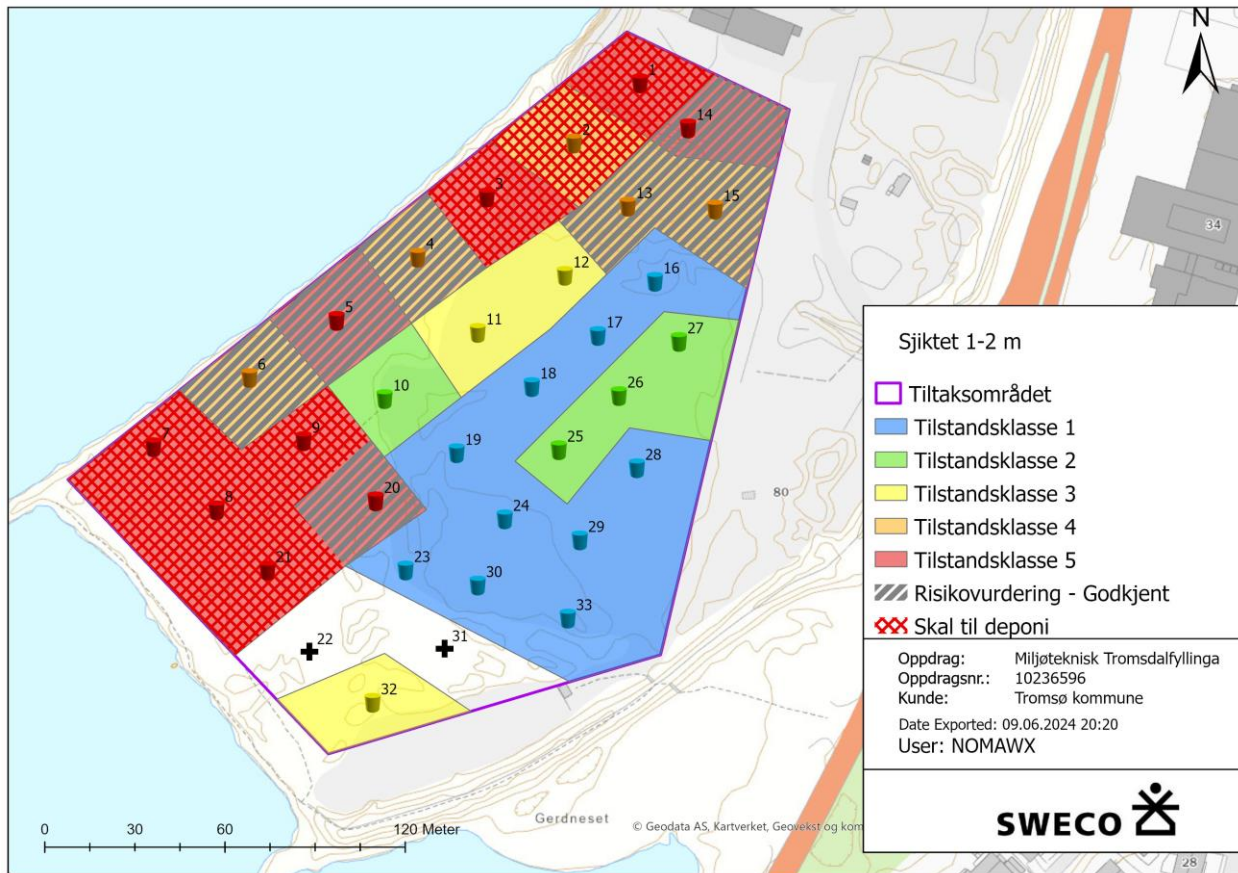 N
1
14
2
3
13
15
4
12
16
5
11
17
27
6
18
10
26
7
9
19
25
28
8
20
24
29
21
23
30
33
22
31
32
34
80
28
0 30 60 120 Meter
Gerdneset
© Geodata AS, Kartverket, Geovekst og kom
Sjiktet 1-2 m
Tiltaksområdet
Tilstandsklasse 1
Tilstandsklasse 2
Tilstandsklasse 3
Tilstandsklasse 4
Tilstandsklasse 5
Risikovurdering - Godkjent
Skal til deponi
Oppdrag: Miljøteknisk Tromsdalfyllinga
Oppdragsnr.: 10236596
Kunde: Tromsø kommune
Date Exported: 09.06.2024 20:20
User: NOMAWX
SWECO